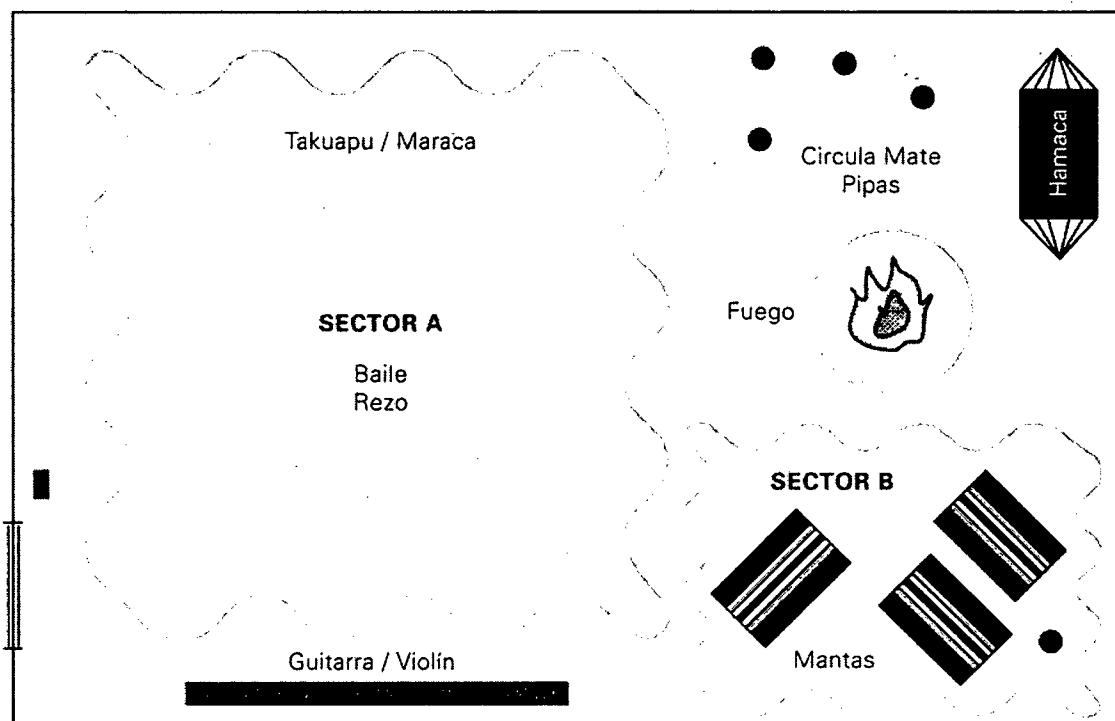 Takuapu / Maraca
Circula Mate
Pipas
Hamaca
Fuego
SECTOR A
Baile
Rezo
SECTOR B
Guitarra / Violín
Mantas